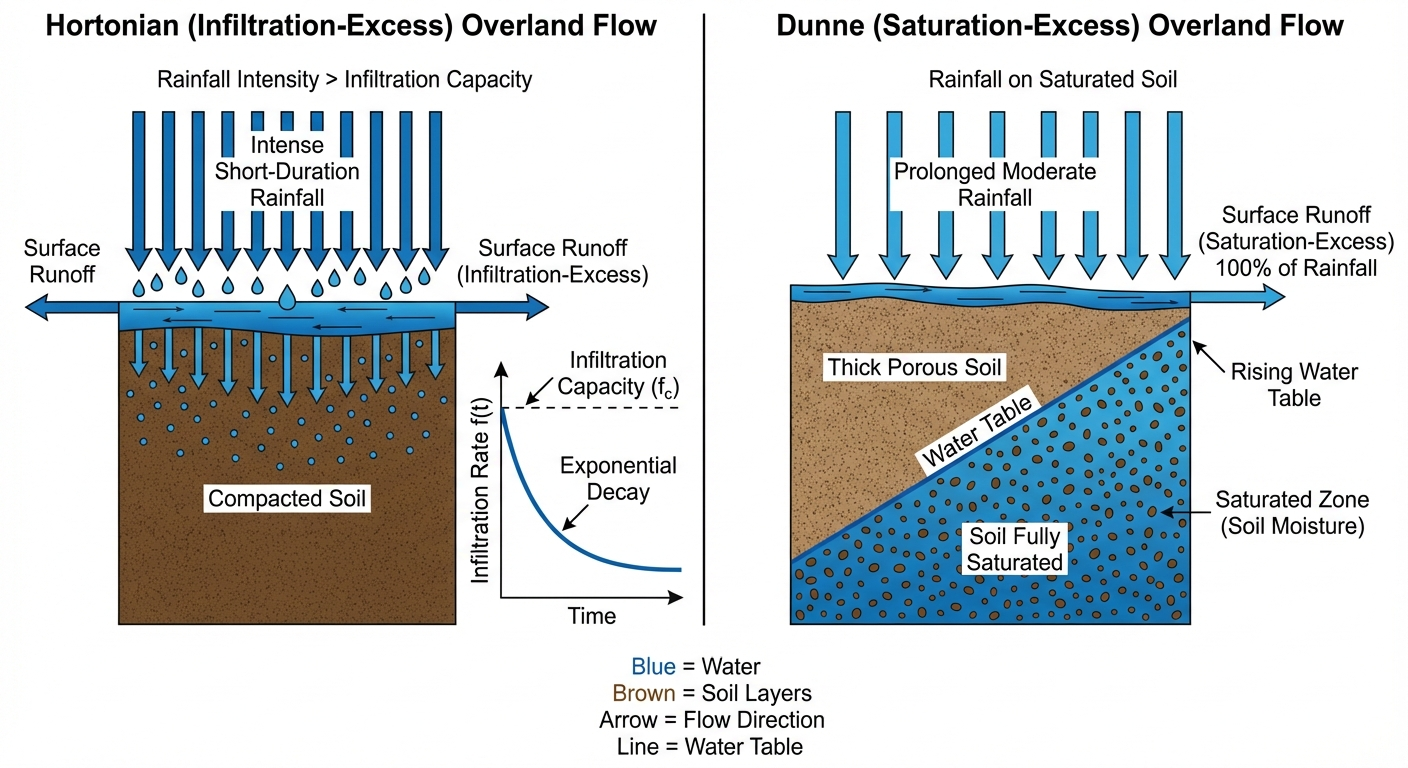 Hortonian (Infiltration-Excess) Overland Flow
Rainfall Intensity > Infiltration Capacity
Intense
Short-Duration
Rainfall
Surface
Runoff
Surface Runoff
(Infiltration-Excess)
Compacted Soil
Infiltration
Capacity (fc)
Exponential
Decay
Infiltration Rate f(t)
Time
Dunne (Saturation-Excess) Overland Flow
Rainfall on Saturated Soil
Prolonged Moderate
Rainfall
Surface Runoff
(Saturation-Excess)
100% of Rainfall
Thick Porous Soil
Water Table
Rising Water
Table
Saturated Zone
(Soil Moisture)
Soil Fully
Saturated
Blue = Water
Brown = Soil Layers
Arrow = Flow Direction
Line = Water Table